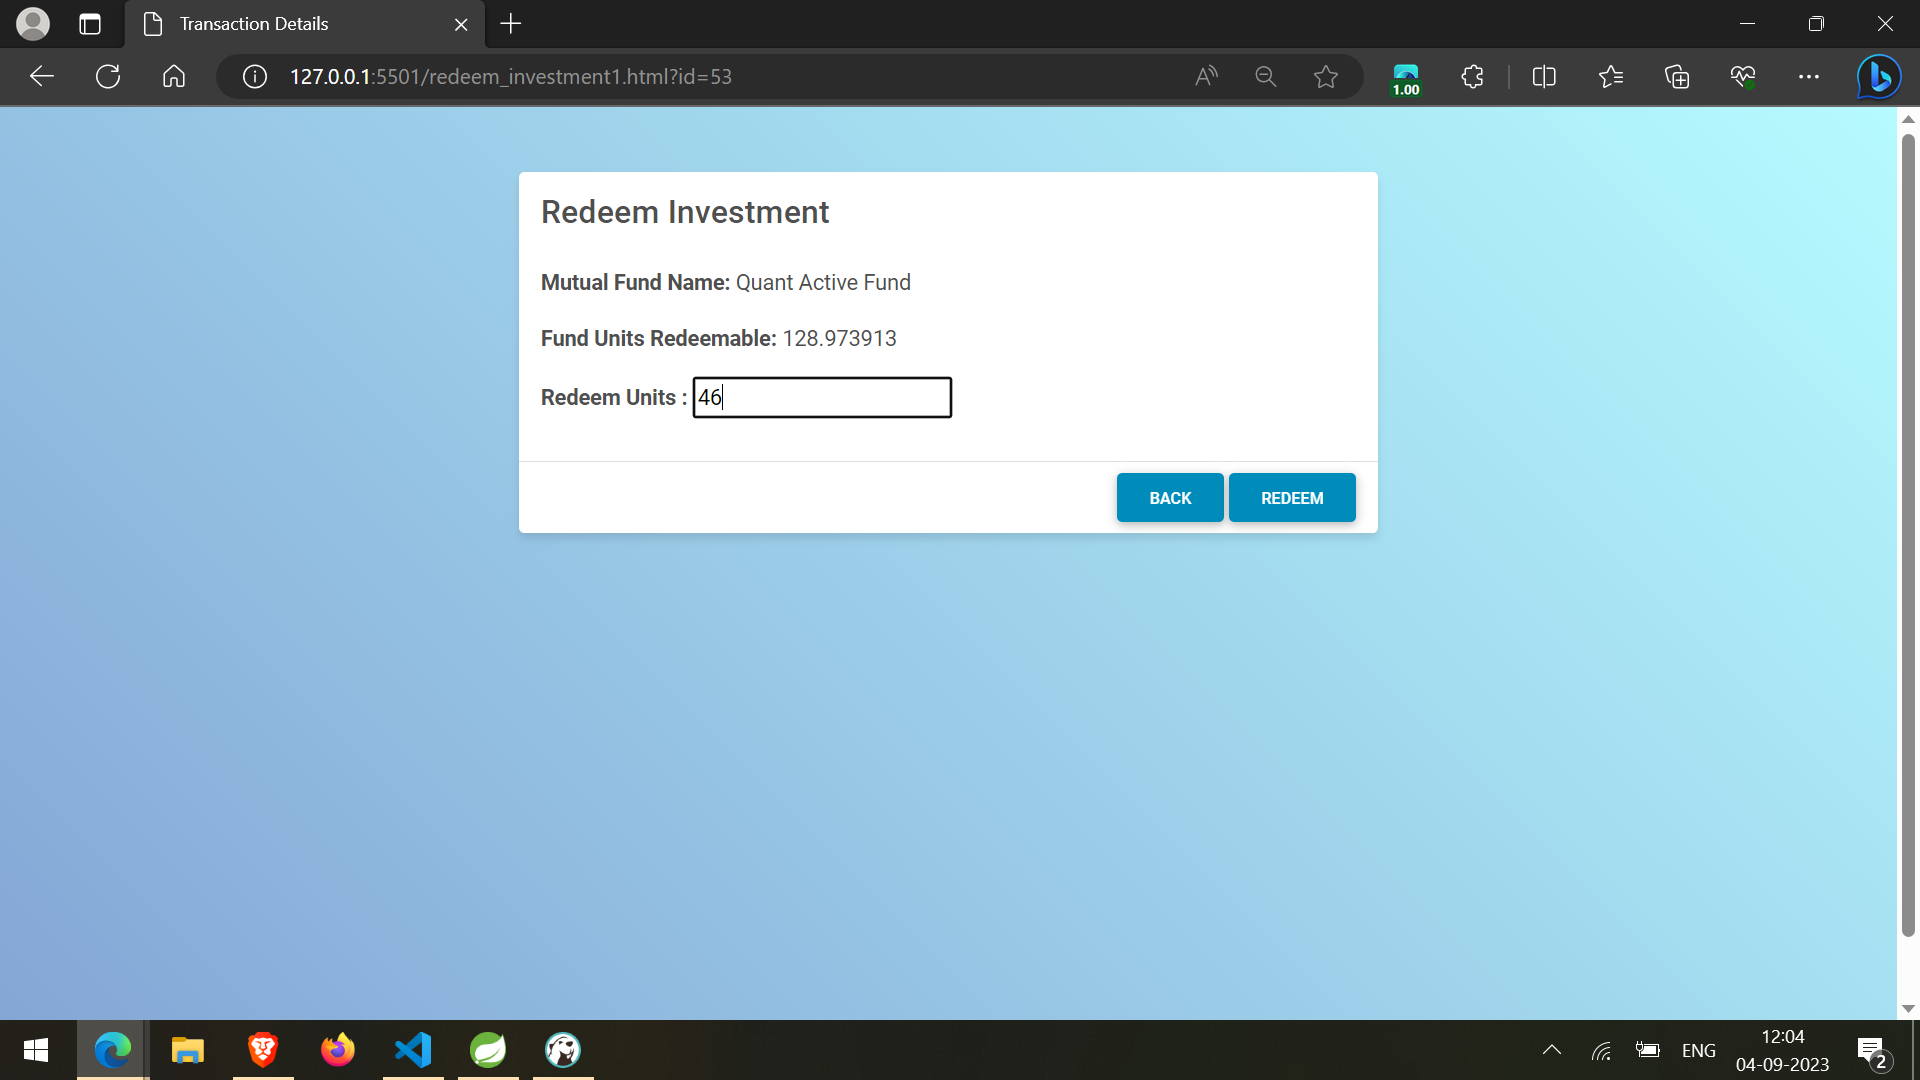 Transaction Details
127.0.0.1:5501/redeem_investment1.html?id=53
1.00
Redeem Investment
Mutual Fund Name: Quant Active Fund
Fund Units Redeemable: 128.973913
Redeem Units : 46
BACK REDEEM
ENG
12:04
04-09-2023
2